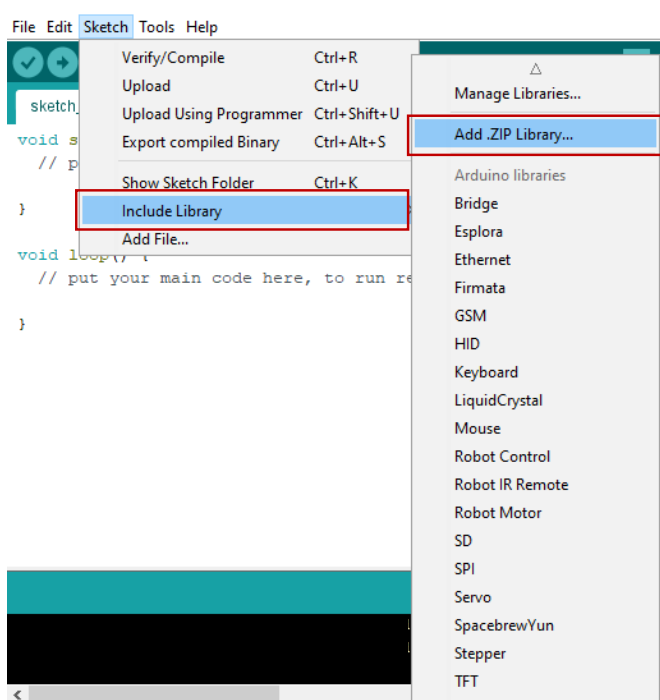 File Edit Sketch Tools Help
Verify/Compile Ctrl+R
Upload Ctrl+U
Upload Using Programmer Ctrl+Shift+U
Export compiled Binary Ctrl+Alt+S
Show Sketch Folder Ctrl+K
Include Library
Add File...
Manage Libraries...
Add .ZIP Library...
Arduino libraries
Bridge
Esplora
Ethernet
Firmata
GSM
HID
Keyboard
LiquidCrystal
Mouse
Robot Control
Robot IR Remote
Robot Motor
SD
SPI
Servo
SpacebrewYun
Stepper
TFT
sketch_
void s
// p
}
void loop() {
// put your main code here, to run re
}